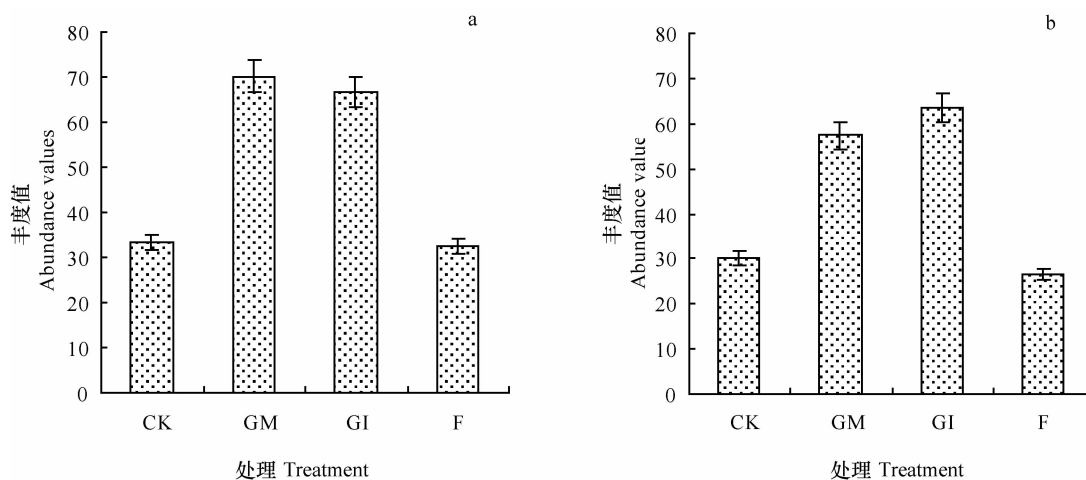 a
80
70
60
50
40
30
20
10
0
丰度值
Abundance values
CK GM GI F
处理 Treatment
b
80
70
60
50
40
30
20
10
0
丰度值
Abundance value
CK GM GI F
处理 Treatment